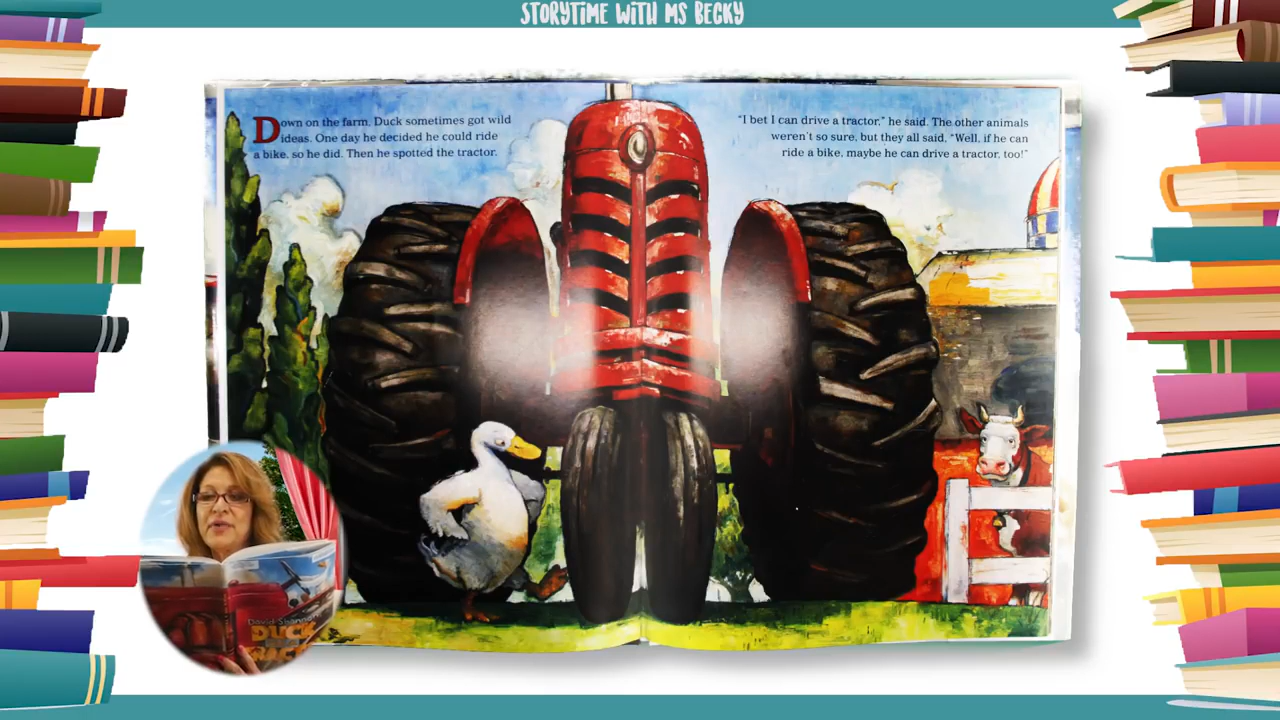 STORYTIME WITH MS BECKY
Down on the farm, Duck sometimes got wild
ideas. One day he decided he could ride
a bike, so he did. Then he spotted the tractor.
"I bet I can drive a tractor," he said. The other animals
weren't so sure, but they all said, "Well, if he can
ride a bike, maybe he can drive a tractor, too!"
David Shannon
DUCK